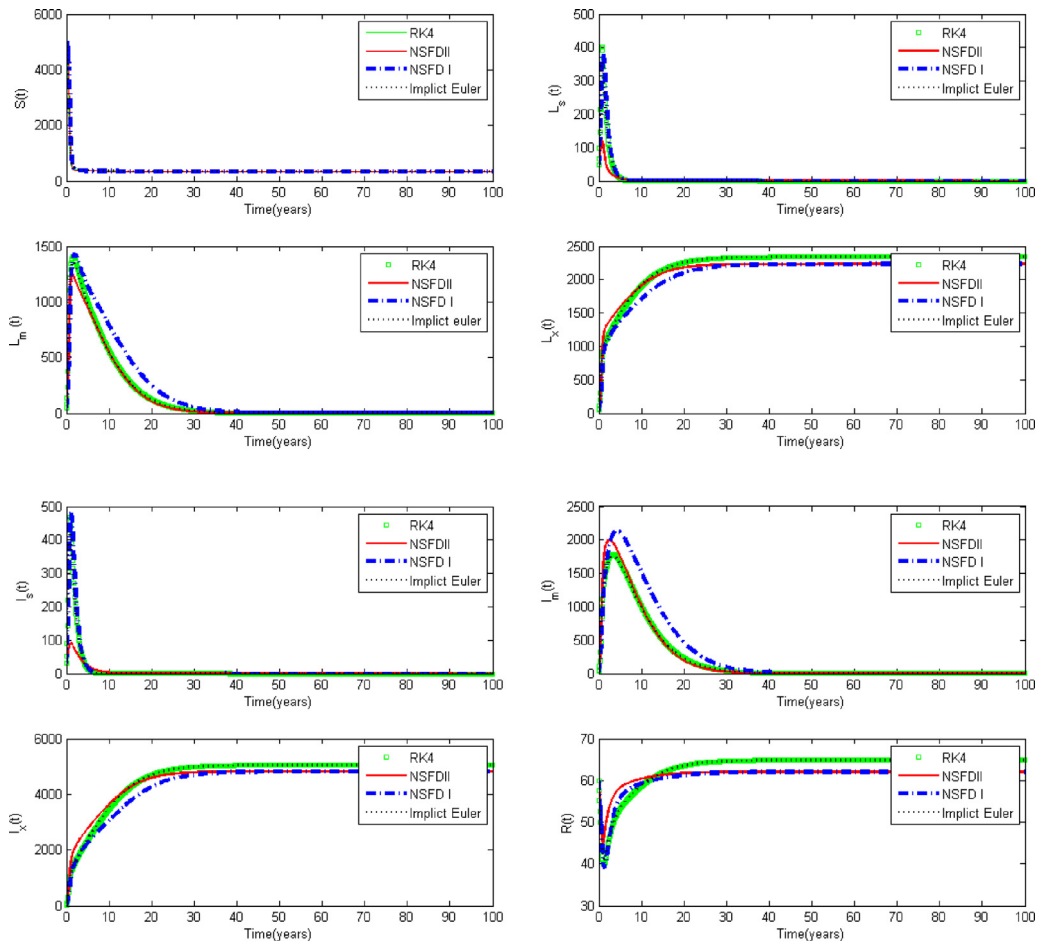 6000
4000
2000
0
S(t)
RK4
NSFDII
NSFD I
Implict Euler
0 10 20 30 40 50 60 70 80 90 100
Time(years)
400
300
200
100
0
L_s (t)
RK4
NSFDII
NSFD I
Implict Euler
0 10 20 30 40 50 60 70 80 90 100
Time(years)
1500
1000
500
0
L_m (t)
RK4
NSFDII
NSFD I
Implict euler
0 10 20 30 40 50 60 70 80 90 100
Time(years)
2500
2000
1500
1000
500
0
L_x(t)
RK4
NSFDII
NSFD I
Implict Euler
0 10 20 30 40 50 60 70 80 90 100
Time(years)
500
400
300
200
100
0
I_s(t)
RK4
NSFDII
NSFD I
Implict Euler
0 10 20 30 40 50 60 70 80 90 100
Time(years)
2500
2000
1500
1000
500
0
I_m(t)
RK4
NSFDII
NSFD I
Implict Euler
0 10 20 30 40 50 60 70 80 90 100
Time(years)
6000
4000
2000
0
I_x(t)
RK4
NSFDII
NSFD I
Implict Euler
0 10 20 30 40 50 60 70 80 90 100
Time(years)
70
60
50
40
30
R(t)
RK4
NSFDII
NSFD I
Implict Euler
0 10 20 30 40 50 60 70 80 90 100
Time(years)